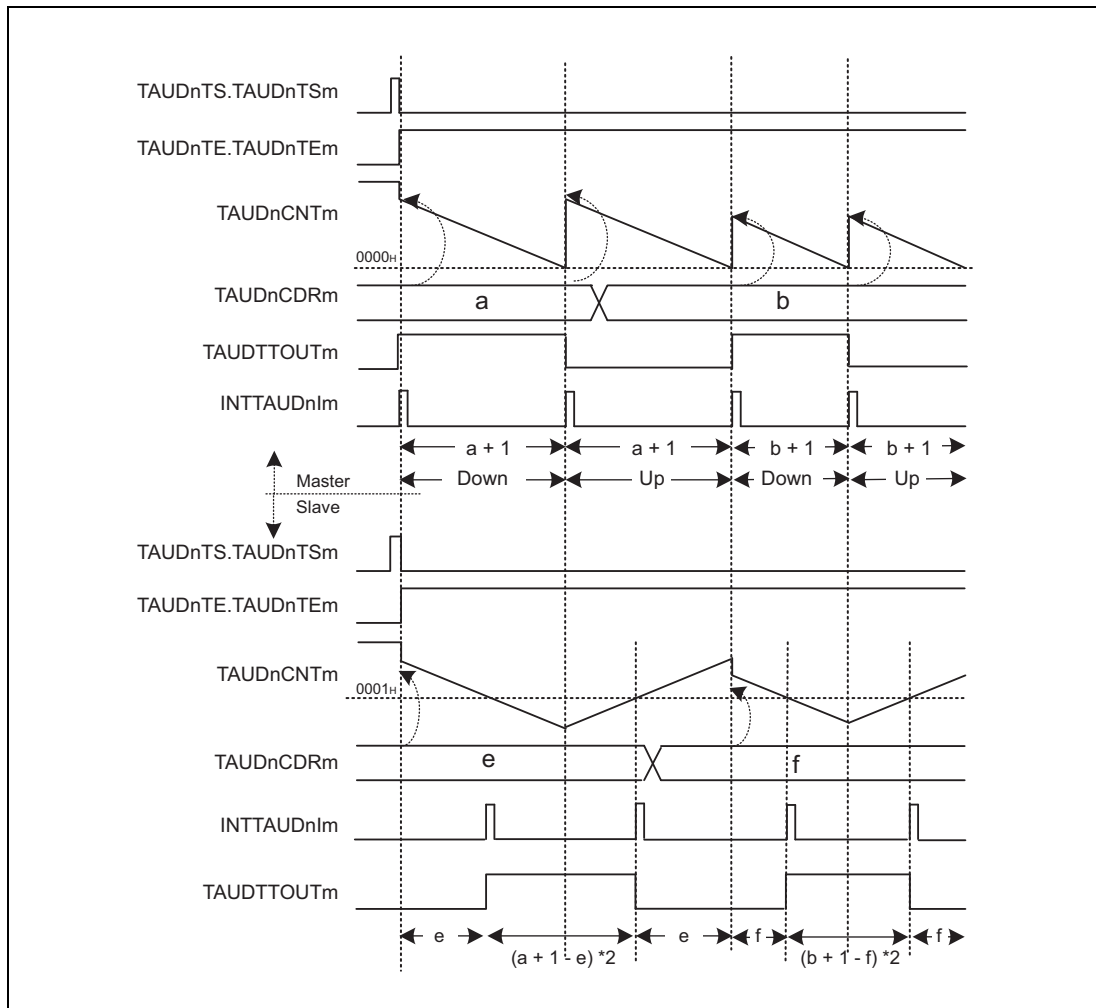 TAUDnTS.TAUDnTSm
TAUDnTE.TAUDnTEm
TAUDnCNTm
0000H
TAUDnCDRm
a
b
TAUDTTOUTm
INTTAUDnIm
a + 1
a + 1
b + 1
b + 1
Master
Down
Up
Down
Up
Slave
TAUDnTS.TAUDnTSm
TAUDnTE.TAUDnTEm
TAUDnCNTm
0001H
TAUDnCDRm
e
f
INTTAUDnIm
TAUDTTOUTm
e
(a + 1 - e) *2
e
f
(b + 1 - f) *2
f